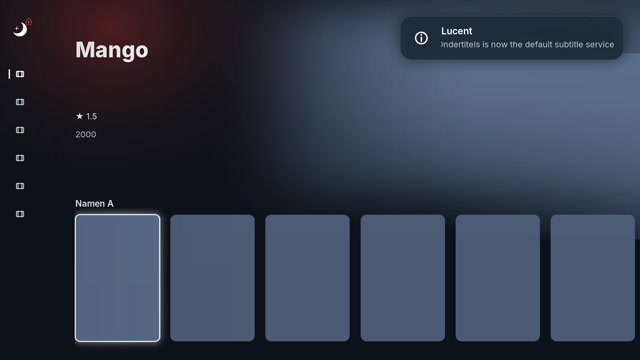 Lucent
Ondertitels is now the default subtitle service
Mango
★ 1.5
2000
Namen A